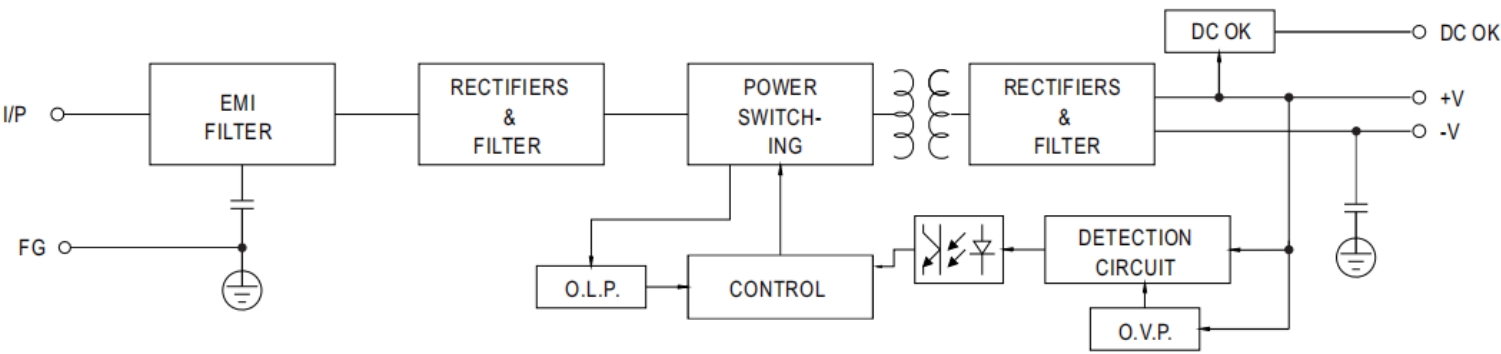 DC OK
DC OK
I/P
EMI
FILTER
RECTIFIERS
&
FILTER
POWER
SWITCH-
ING
RECTIFIERS
&
FILTER
+V
-V
FG
O.L.P.
CONTROL
DETECTION
CIRCUIT
O.V.P.